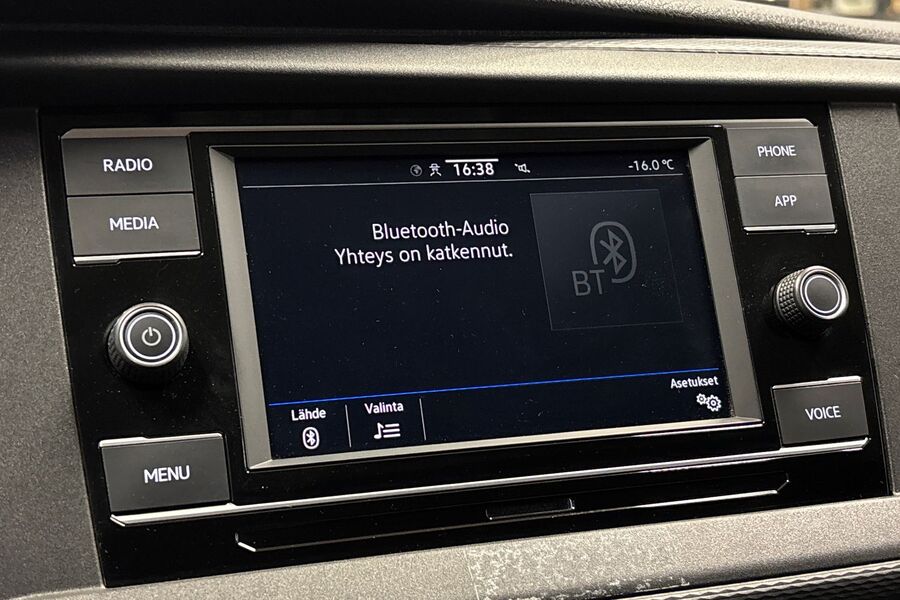 RADIO
MEDIA
MENU
16:38
-16.0 °C
Bluetooth-Audio
Yhteys on katkennut.
BT
Lähde
Valinta
Asetukset
PHONE
APP
VOICE